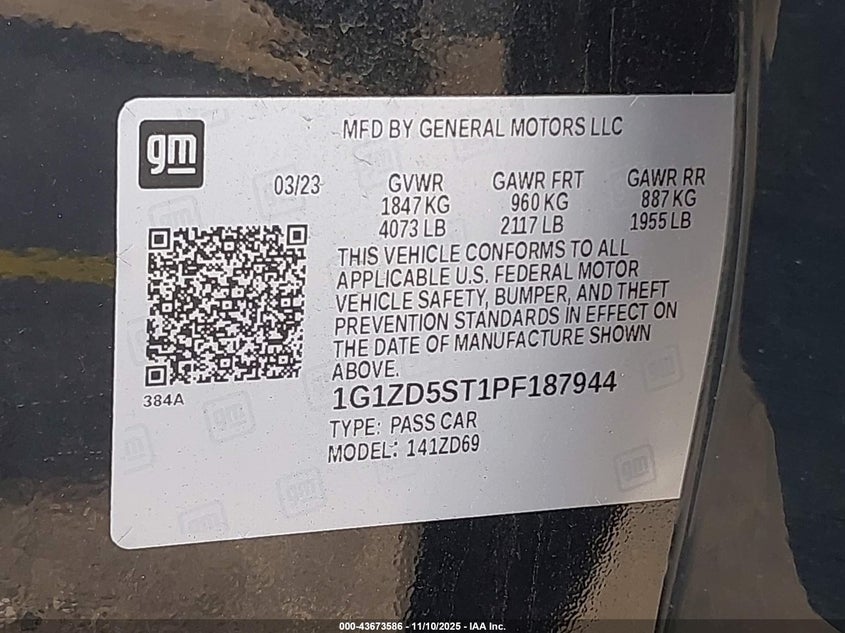 gm
MFD BY GENERAL MOTORS LLC
03/23 GVWR GAWR FRT GAWR RR
1847 KG 960 KG 887 KG
4073 LB 2117 LB 1955 LB
THIS VEHICLE CONFORMS TO ALL
APPLICABLE U.S. FEDERAL MOTOR
VEHICLE SAFETY, BUMPER, AND THEFT
PREVENTION STANDARDS IN EFFECT ON
THE DATE OF MANUFACTURE SHOWN
ABOVE.
384A
1G1ZD5ST1PF187944
TYPE: PASS CAR
MODEL: 141ZD69
000-43673586 - 11/10/2025 - IAA Inc.